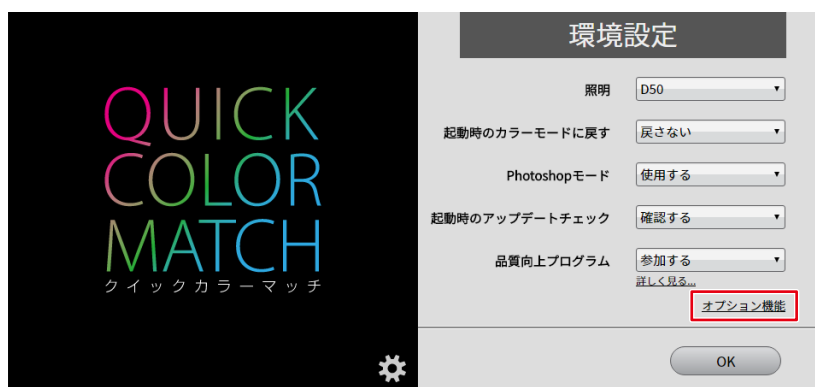 QUICK
COLOR
MATCH
クイックカラーマッチ
環境設定
照明 D50
起動時のカラーモードに戻す 戻さない
Photoshopモード 使用する
起動時のアップデートチェック 確認する
品質向上プログラム 参加する
詳しく見る...
オプション機能
OK